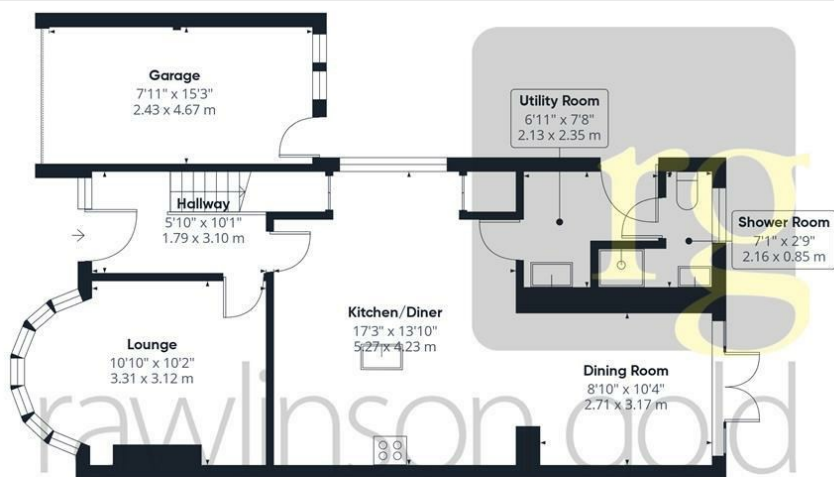 Garage
7'11" x 15'3"
2.43 x 4.67 m
Utility Room
6'11" x 7'8"
2.13 x 2.35 m
rg
Hallway
5'10" x 10'1"
1.79 x 3.10 m
Shower Room
7'1" x 2'9"
2.16 x 0.85 m
Kitchen/Diner
17'3" x 13'10"
5.27 x 4.23 m
Lounge
10'10" x 10'2"
3.31 x 3.12 m
Dining Room
8'10" x 10'4"
2.71 x 3.17 m
rawlinson gold